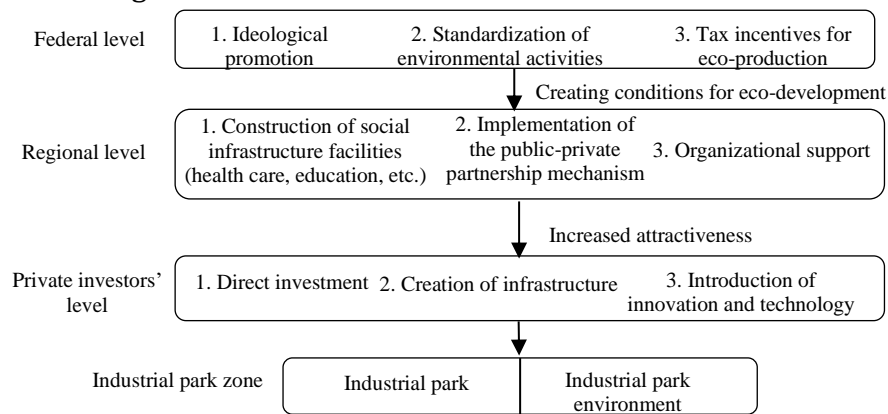 Federal level
1. Ideological
promotion
2. Standardization of
environmental activities
3. Tax incentives for
eco-production
Creating conditions for eco-development
Regional level
1. Construction of social
infrastructure facilities
(health care, education, etc.)
2. Implementation of
the public-private
partnership mechanism
3. Organizational support
Increased attractiveness
Private investors’
level
1. Direct investment
2. Creation of infrastructure
3. Introduction of
innovation and technology
Industrial park zone
Industrial park
Industrial park
environment